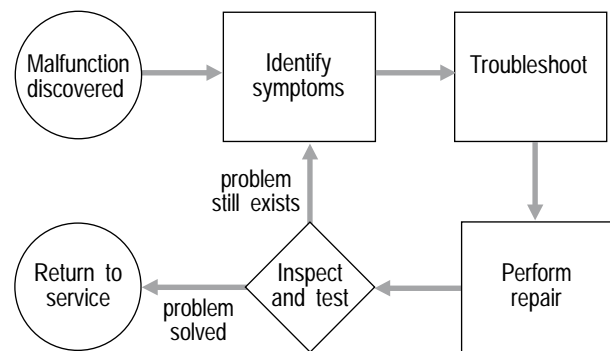 Malfunction
discovered
Identify
symptoms
Troubleshoot
problem
still exists
Return to
service
problem
solved
Inspect
and test
Perform
repair